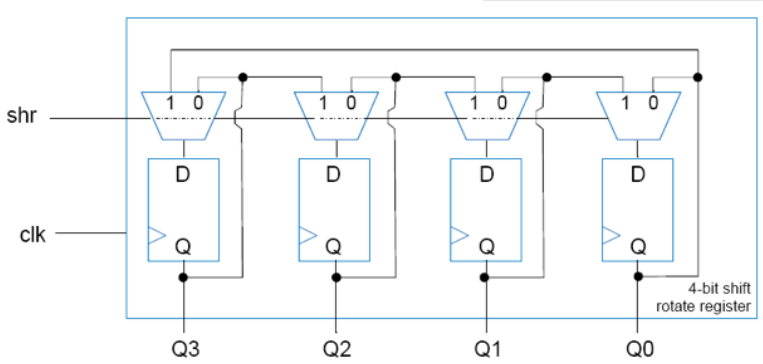 1 0 1 0 1 0 1 0
shr
D D D D
clk
Q Q Q Q
4-bit shift
rotate register
Q3 Q2 Q1 Q0